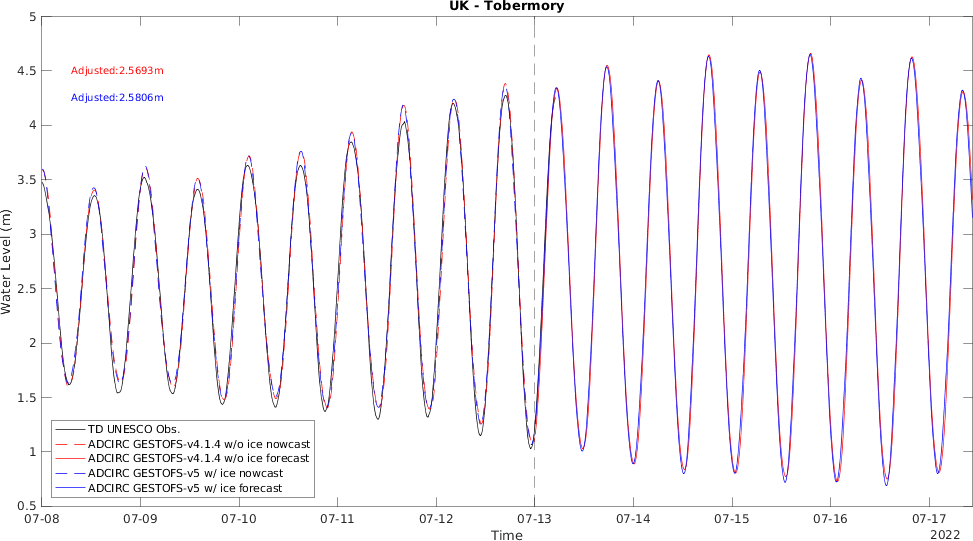 UK - Tobermory
5
4.5
4
3.5
3
2.5
2
1.5
1
0.5
Water Level (m)
Adjusted:2.5693m
Adjusted:2.5806m
TD UNESCO Obs.
ADCIRC GESTOFS-v4.1.4 w/o ice nowcast
ADCIRC GESTOFS-v4.1.4 w/o ice forecast
ADCIRC GESTOFS-v5 w/ ice nowcast
ADCIRC GESTOFS-v5 w/ ice forecast
07-08 07-09 07-10 07-11 07-12 07-13 07-14 07-15 07-16 07-17
Time
2022